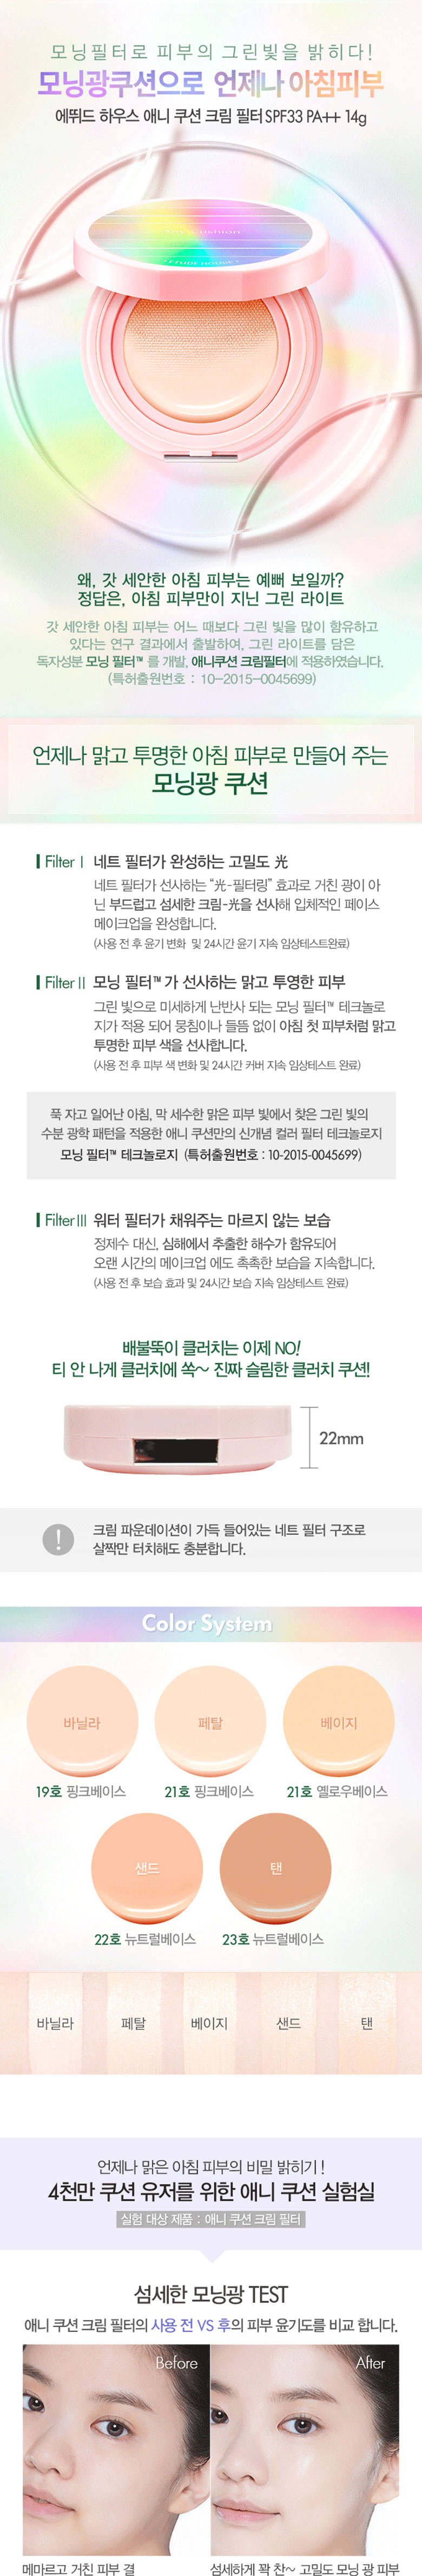 모닝필터로 피부의 그린빛을 밝히다!
모닝광쿠션으로 언제나 아침피부
에뛰드 하우스 애니 쿠션 크림 필터 SPF33 PA++ 14g
Any Cushion
ETUDE HOUSE
왜, 갓 세안한 아침 피부는 예뻐 보일까?
정답은, 아침 피부만이 지닌 그린 라이트
갓 세안한 아침 피부는 어느 때보다 그린 빛을 많이 함유하고
있다는 연구 결과에서 출발하여, 그린 라이트를 담은
독자성분 모닝 필터™ 를 개발, 애니쿠션 크림필터에 적용하였습니다.
(특허출원번호 : 10-2015-0045699)
언제나 맑고 투명한 아침 피부로 만들어 주는
모닝광 쿠션
Filter I 네트 필터가 완성하는 고밀도 光
네트 필터가 선사하는 “光-필터링” 효과로 거친 광이 아
닌 부드럽고 섬세한 크림-光을 선사해 입체적인 페이스
메이크업을 완성합니다.
(사용 전 후 윤기 변화 및 24시간 윤기 지속 임상테스트완료)
Filter II 모닝 필터™ 가 선사하는 맑고 투영한 피부
그린 빛으로 미세하게 난반사 되는 모닝 필터™ 테크놀로
지가 적용 되어 뭉침이나 들뜸 없이 아침 첫 피부처럼 맑고
투명한 피부 색을 선사합니다.
(사용 전 후 피부 색 변화 및 24시간 커버 지속 임상테스트 완료)
푹 자고 일어난 아침, 막 세수한 맑은 피부 빛에서 찾은 그린 빛의
수분 광학 패턴을 적용한 애니 쿠션만의 신개념 컬러 필터 테크놀로지
모닝 필터™ 테크놀로지 (특허출원번호 : 10-2015-0045699)
Filter III 워터 필터가 채워주는 마르지 않는 보습
정제수 대신, 심해에서 추출한 해수가 함유되어
오랜 시간의 메이크업 에도 촉촉한 보습을 지속합니다.
(사용 전 후 보습 효과 및 24시간 보습 지속 임상테스트 완료)
배불뚝이 클러치는 이제 NO!
티 안 나게 클러치에 쏙~ 진짜 슬림한 클러치 쿠션!
22mm
!
크림 파운데이션이 가득 들어있는 네트 필터 구조로
살짝만 터치해도 충분합니다.
Color System
바닐라 페탈 베이지
19호 핑크베이스 21호 핑크베이스 21호 옐로우베이스
샌드 탠
22호 뉴트럴베이스 23호 뉴트럴베이스
바닐라 페탈 베이지 샌드 탠
언제나 맑은 아침 피부의 비밀 밝히기 !
4천만 쿠션 유저를 위한 애니 쿠션 실험실
실험 대상 제품 : 애니 쿠션 크림 필터
섬세한 모닝광 TEST
애니 쿠션 크림 필터의 사용 전 VS 후의 피부 윤기도를 비교 합니다.
Before After
메마르고 거친 피부 결 섬세하게 꽉 찬~ 고밀도 모닝 광 피부